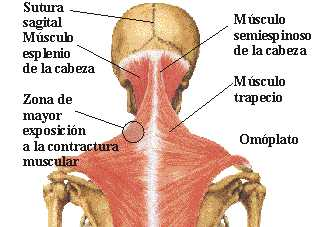 Sutura
sagital
Músculo
esplenio
de la cabeza
Zona de
mayor
exposición
a la contractura
muscular
Músculo
semiespinoso
de la cabeza
Músculo
trapecio
Omóplato